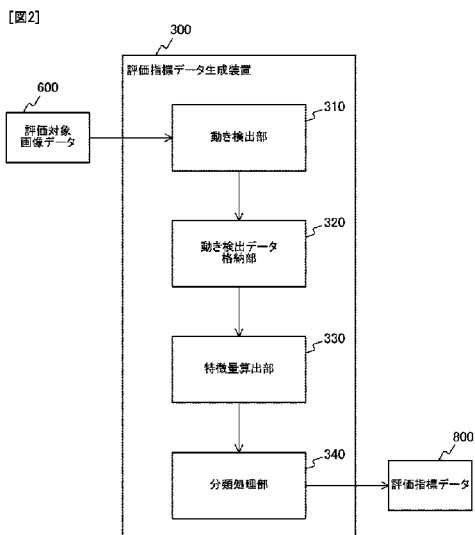 [図2]
300
評価指標データ生成装置
600
評価対象
画像データ
310
動き検出部
320
動き検出データ
格納部
330
特徴量算出部
340
分類処理部
800
評価指標データ